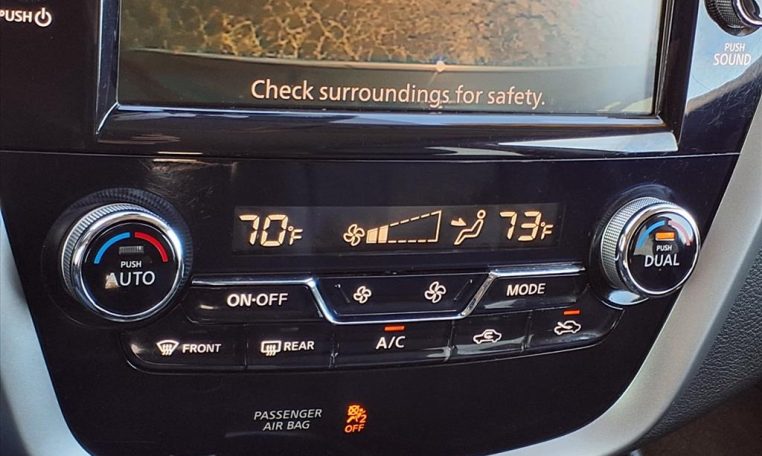 PUSH
PUSH
SOUND
Check surroundings for safety.
70°F
73°F
PUSH
AUTO
PUSH
DUAL
ON·OFF
MODE
FRONT
REAR
A/C
PASSENGER
AIR BAG
2
OFF